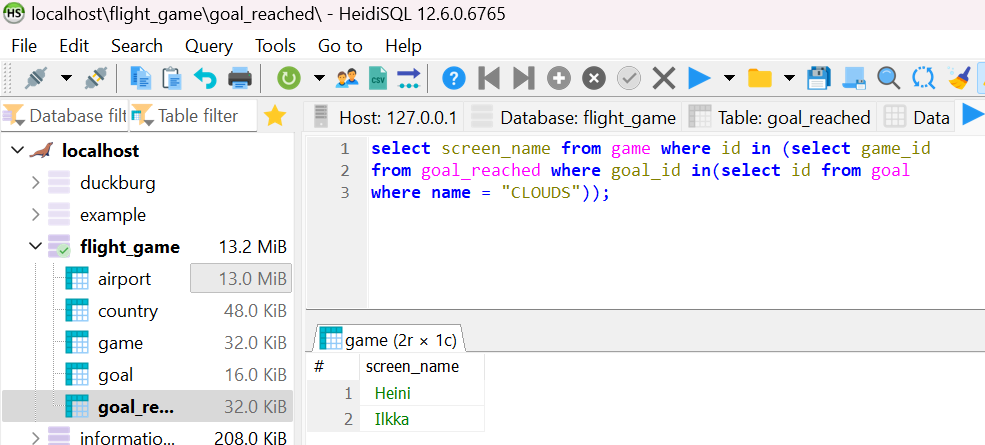 HS localhost\flight_game\goal_reached\ - HeidiSQL 12.6.0.6765
File Edit Search Query Tools Go to Help
CSV ?
Database filt Table filter
Host: 127.0.0.1 Database: flight_game Table: goal_reached Data
localhost
duckburg
example
flight_game 13.2 MiB
airport 13.0 MiB
country 48.0 KiB
game 32.0 KiB
goal 16.0 KiB
goal_re... 32.0 KiB
informatio... 208.0 KiB
1 select screen_name from game where id in (select game_id
2 from goal_reached where goal_id in(select id from goal
3 where name = "CLOUDS"));
game (2r × 1c)
# screen_name
1 Heini
2 Ilkka